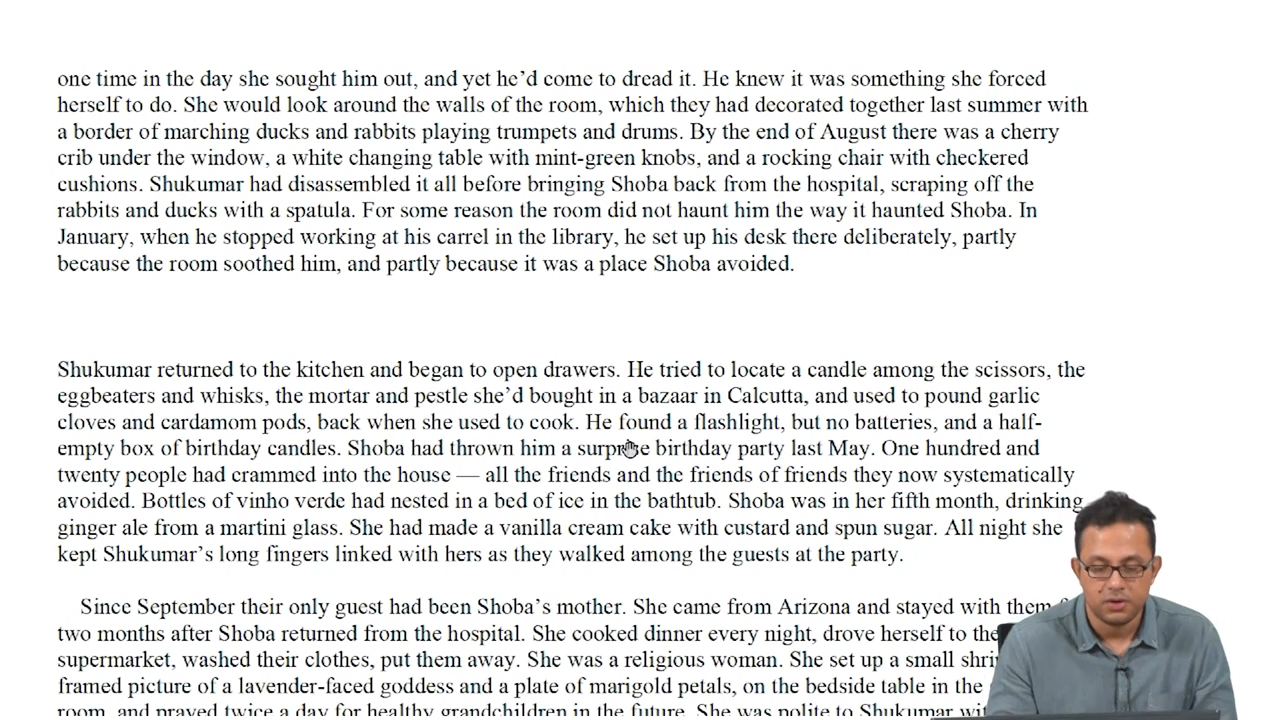 one time in the day she sought him out, and yet he’d come to dread it. He knew it was something she forced
herself to do. She would look around the walls of the room, which they had decorated together last summer with
a border of marching ducks and rabbits playing trumpets and drums. By the end of August there was a cherry
crib under the window, a white changing table with mint-green knobs, and a rocking chair with checkered
cushions. Shukumar had disassembled it all before bringing Shoba back from the hospital, scraping off the
rabbits and ducks with a spatula. For some reason the room did not haunt him the way it haunted Shoba. In
January, when he stopped working at his carrel in the library, he set up his desk there deliberately, partly
because the room soothed him, and partly because it was a place Shoba avoided.
Shukumar returned to the kitchen and began to open drawers. He tried to locate a candle among the scissors, the
eggbeaters and whisks, the mortar and pestle she’d bought in a bazaar in Calcutta, and used to pound garlic
cloves and cardamom pods, back when she used to cook. He found a flashlight, but no batteries, and a half-
empty box of birthday candles. Shoba had thrown him a surprise birthday party last May. One hundred and
twenty people had crammed into the house — all the friends and the friends of friends they now systematically
avoided. Bottles of vinho verde had nested in a bed of ice in the bathtub. Shoba was in her fifth month, drinking
ginger ale from a martini glass. She had made a vanilla cream cake with custard and spun sugar. All night she
kept Shukumar’s long fingers linked with hers as they walked among the guests at the party.
Since September their only guest had been Shoba’s mother. She came from Arizona and stayed with them
two months after Shoba returned from the hospital. She cooked dinner every night, drove herself to the
supermarket, washed their clothes, put them away. She was a religious woman. She set up a small
framed picture of a lavender-faced goddess and a plate of marigold petals, on the bedside table in the
room, and prayed twice a day for healthy grandchildren in the future. She was polite to Shukumar